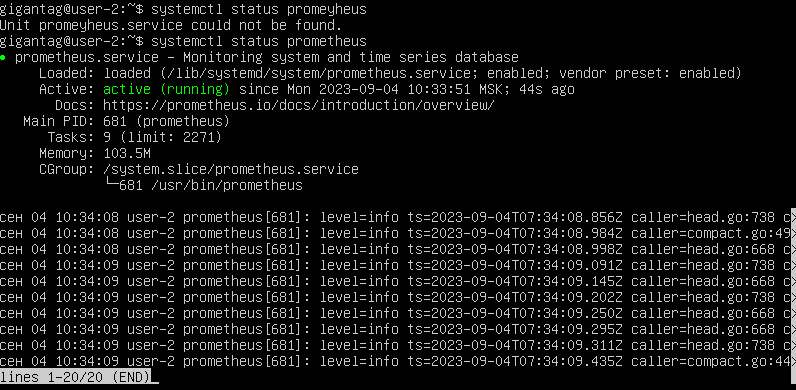 gigantag@user-2:~$ systemctl status promeyheus
Unit promeyheus.service could not be found.
gigantag@user-2:~$ systemctl status prometheus
● prometheus.service - Monitoring system and time series database
Loaded: loaded (/lib/systemd/system/prometheus.service; enabled; vendor preset: enabled)
Active: active (running) since Mon 2023-09-04 10:33:51 MSK; 44s ago
Docs: https://prometheus.io/docs/introduction/overview/
Main PID: 681 (prometheus)
Tasks: 9 (limit: 2271)
Memory: 103.5M
CGroup: /system.slice/prometheus.service
└─681 /usr/bin/prometheus
сен 04 10:34:08 user-2 prometheus[681]: level=info ts=2023-09-04T07:34:08.856Z caller=head.go:738 c>
сен 04 10:34:08 user-2 prometheus[681]: level=info ts=2023-09-04T07:34:08.984Z caller=compact.go:49>
сен 04 10:34:08 user-2 prometheus[681]: level=info ts=2023-09-04T07:34:08.998Z caller=head.go:668 c>
сен 04 10:34:09 user-2 prometheus[681]: level=info ts=2023-09-04T07:34:09.091Z caller=head.go:738 c>
сен 04 10:34:09 user-2 prometheus[681]: level=info ts=2023-09-04T07:34:09.145Z caller=head.go:668 c>
сен 04 10:34:09 user-2 prometheus[681]: level=info ts=2023-09-04T07:34:09.202Z caller=head.go:738 c>
сен 04 10:34:09 user-2 prometheus[681]: level=info ts=2023-09-04T07:34:09.250Z caller=head.go:668 c>
сен 04 10:34:09 user-2 prometheus[681]: level=info ts=2023-09-04T07:34:09.295Z caller=head.go:668 c>
сен 04 10:34:09 user-2 prometheus[681]: level=info ts=2023-09-04T07:34:09.311Z caller=head.go:738 c>
сен 04 10:34:09 user-2 prometheus[681]: level=info ts=2023-09-04T07:34:09.435Z caller=compact.go:44>
lines 1-20/20 (END)